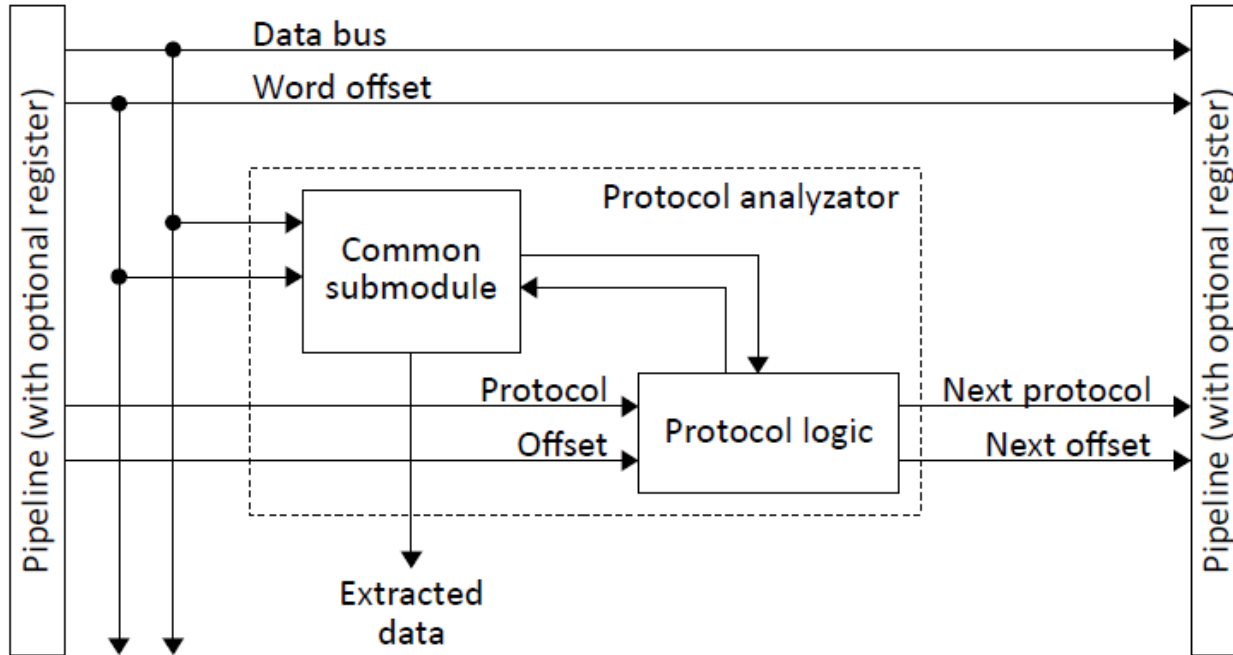 Pipeline (with optional register)
Data bus
Word offset
Protocol analyzator
Common
submodule
Protocol
Offset
Protocol logic
Next protocol
Next offset
Extracted
data
Pipeline (with optional register)